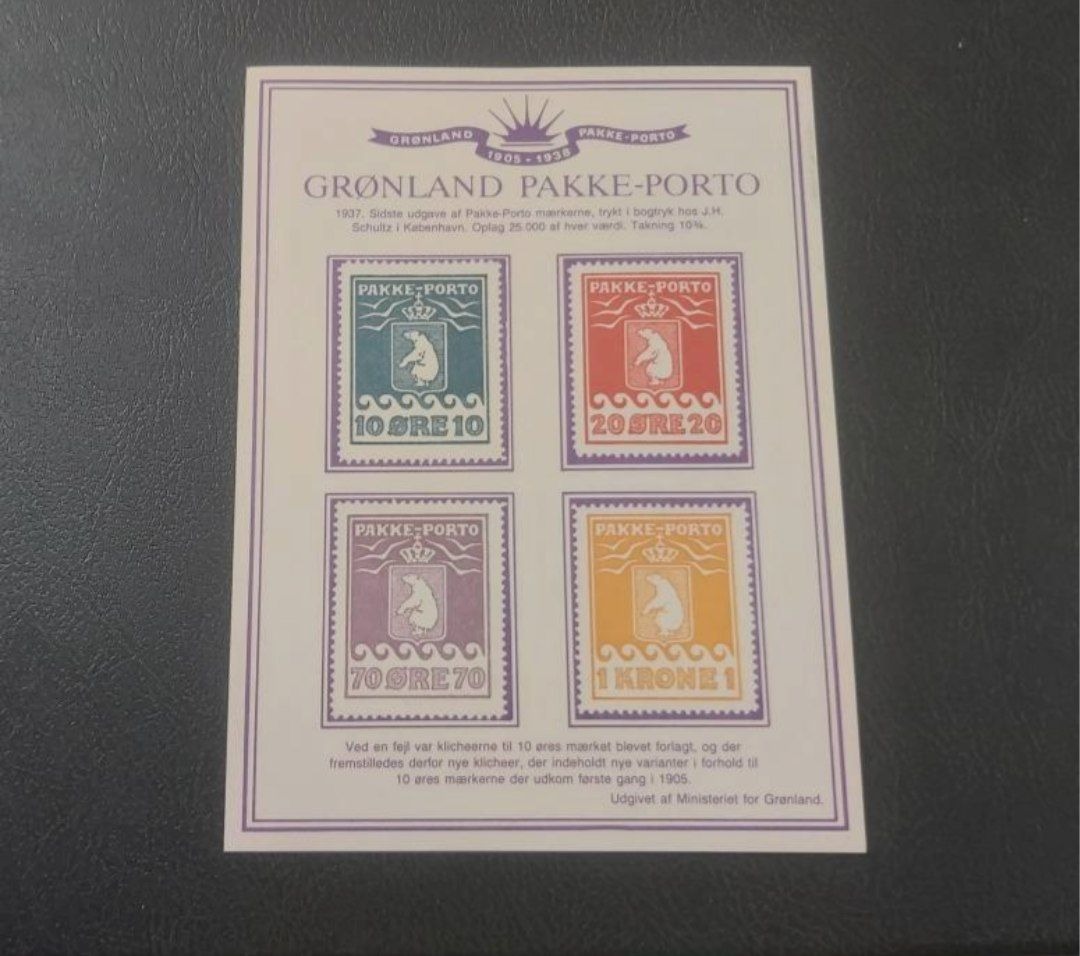 GRØNLAND PAKKE-PORTO
1905 - 1938
GRØNLAND PAKKE-PORTO
1937. Sidste udgave af Pakke-Porto mærkerne, trykt i bogtryk hos J.H.
Schultz i København. Oplag 25.000 af hver værdi. Takning 10¾.
PAKKE-PORTO
10 ØRE 10
PAKKE-PORTO
20 ØRE 20
PAKKE-PORTO
70 ØRE 70
PAKKE-PORTO
1 KRONE 1
Ved en fejl var klicheerne til 10 øres mærket blevet forlagt, og der
fremstilledes derfor nye klicheer, der indeholdt nye varianter i forhold til
10 øres mærkerne der udkom første gang i 1905.
Udgivet af Ministeriet for Grønland.